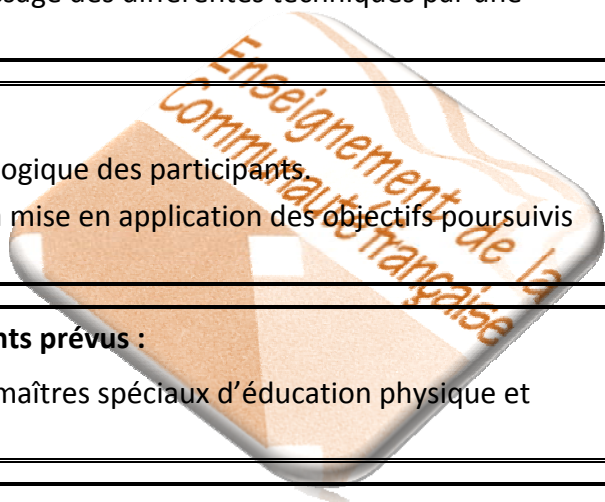 ssage des différentes techniques par une
Enseignement de la
Communauté française
ogique des participants.
mise en application des objectifs poursuivis
nts prévus :
maîtres spéciaux d'éducation physique et